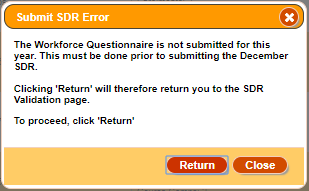 Submit SDR Error
The Workforce Questionnaire is not submitted for this
year. This must be done prior to submitting the December
SDR.
Clicking 'Return' will therefore return you to the SDR
Validation page.
To proceed, click 'Return'
Return Close